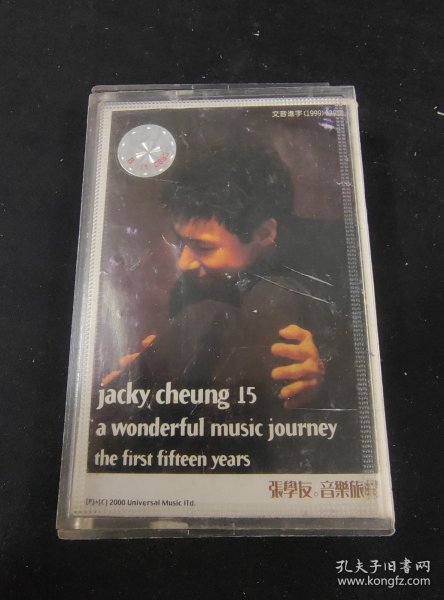 文音進字(1999)
jacky cheung 15
a wonderful music journey
the first fifteen years
張學友。音樂旅程
[P]+[C] 2000 Universal Music lTd.
孔夫子旧书网
www.kongfz.com